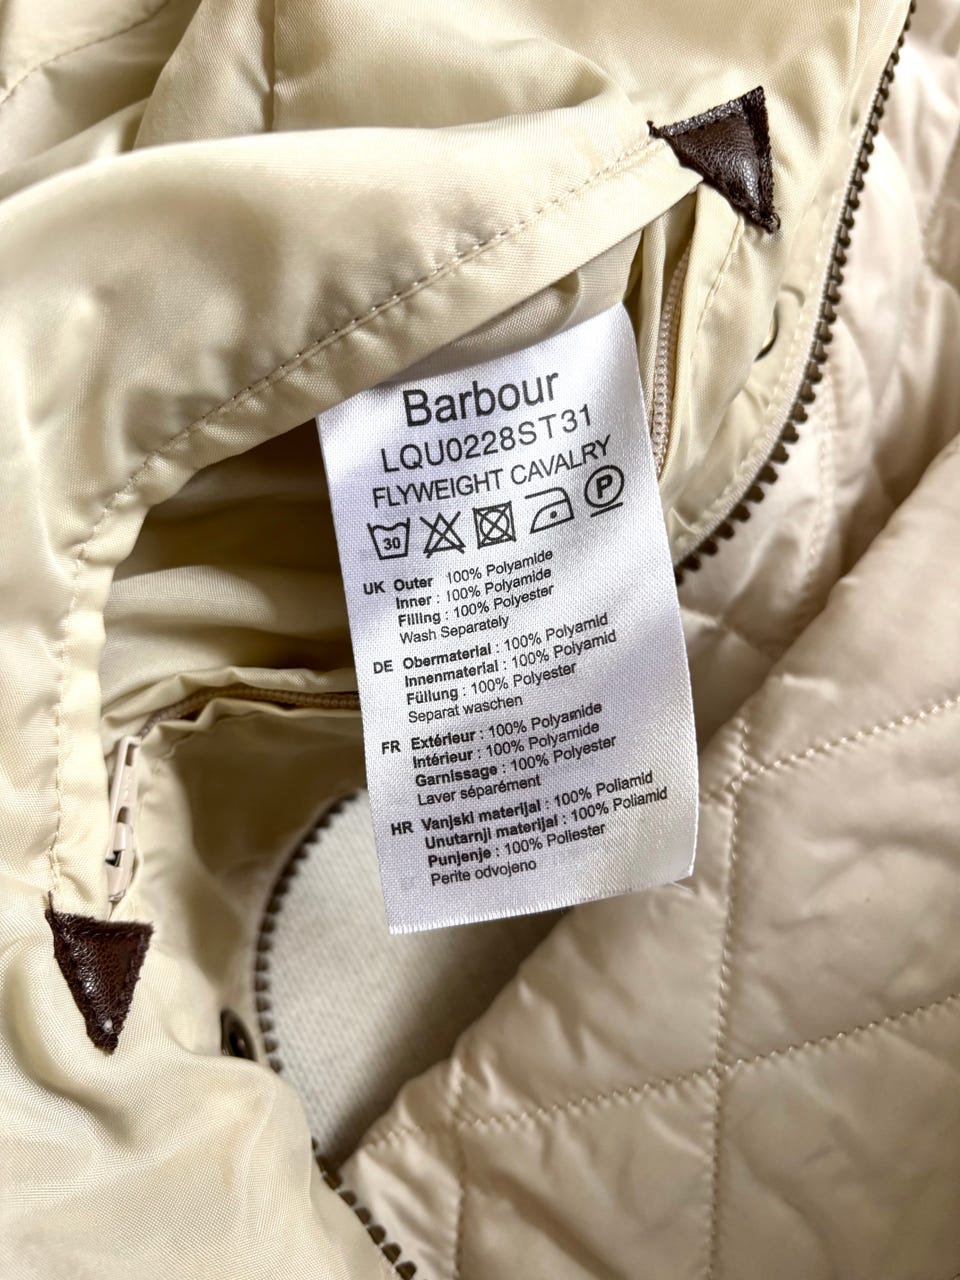 Barbour
LQU0228ST31
FLYWEIGHT CAVALRY
30 P
UK Outer 100% Polyamide
Inner : 100% Polyamide
Filling : 100% Polyester
Wash Separately
DE Obermaterial : 100% Polyamid
Innenmaterial : 100% Polyamid
Füllung : 100% Polyester
Separat waschen
FR Extérieur : 100% Polyamide
Intérieur : 100% Polyamide
Garnissage : 100% Polyester
Laver séparément
HR Vanjski materijal : 100% Poliamid
Unutarnji materijal : 100% Poliamid
Punjenje : 100% Poliester
Perite odvojeno